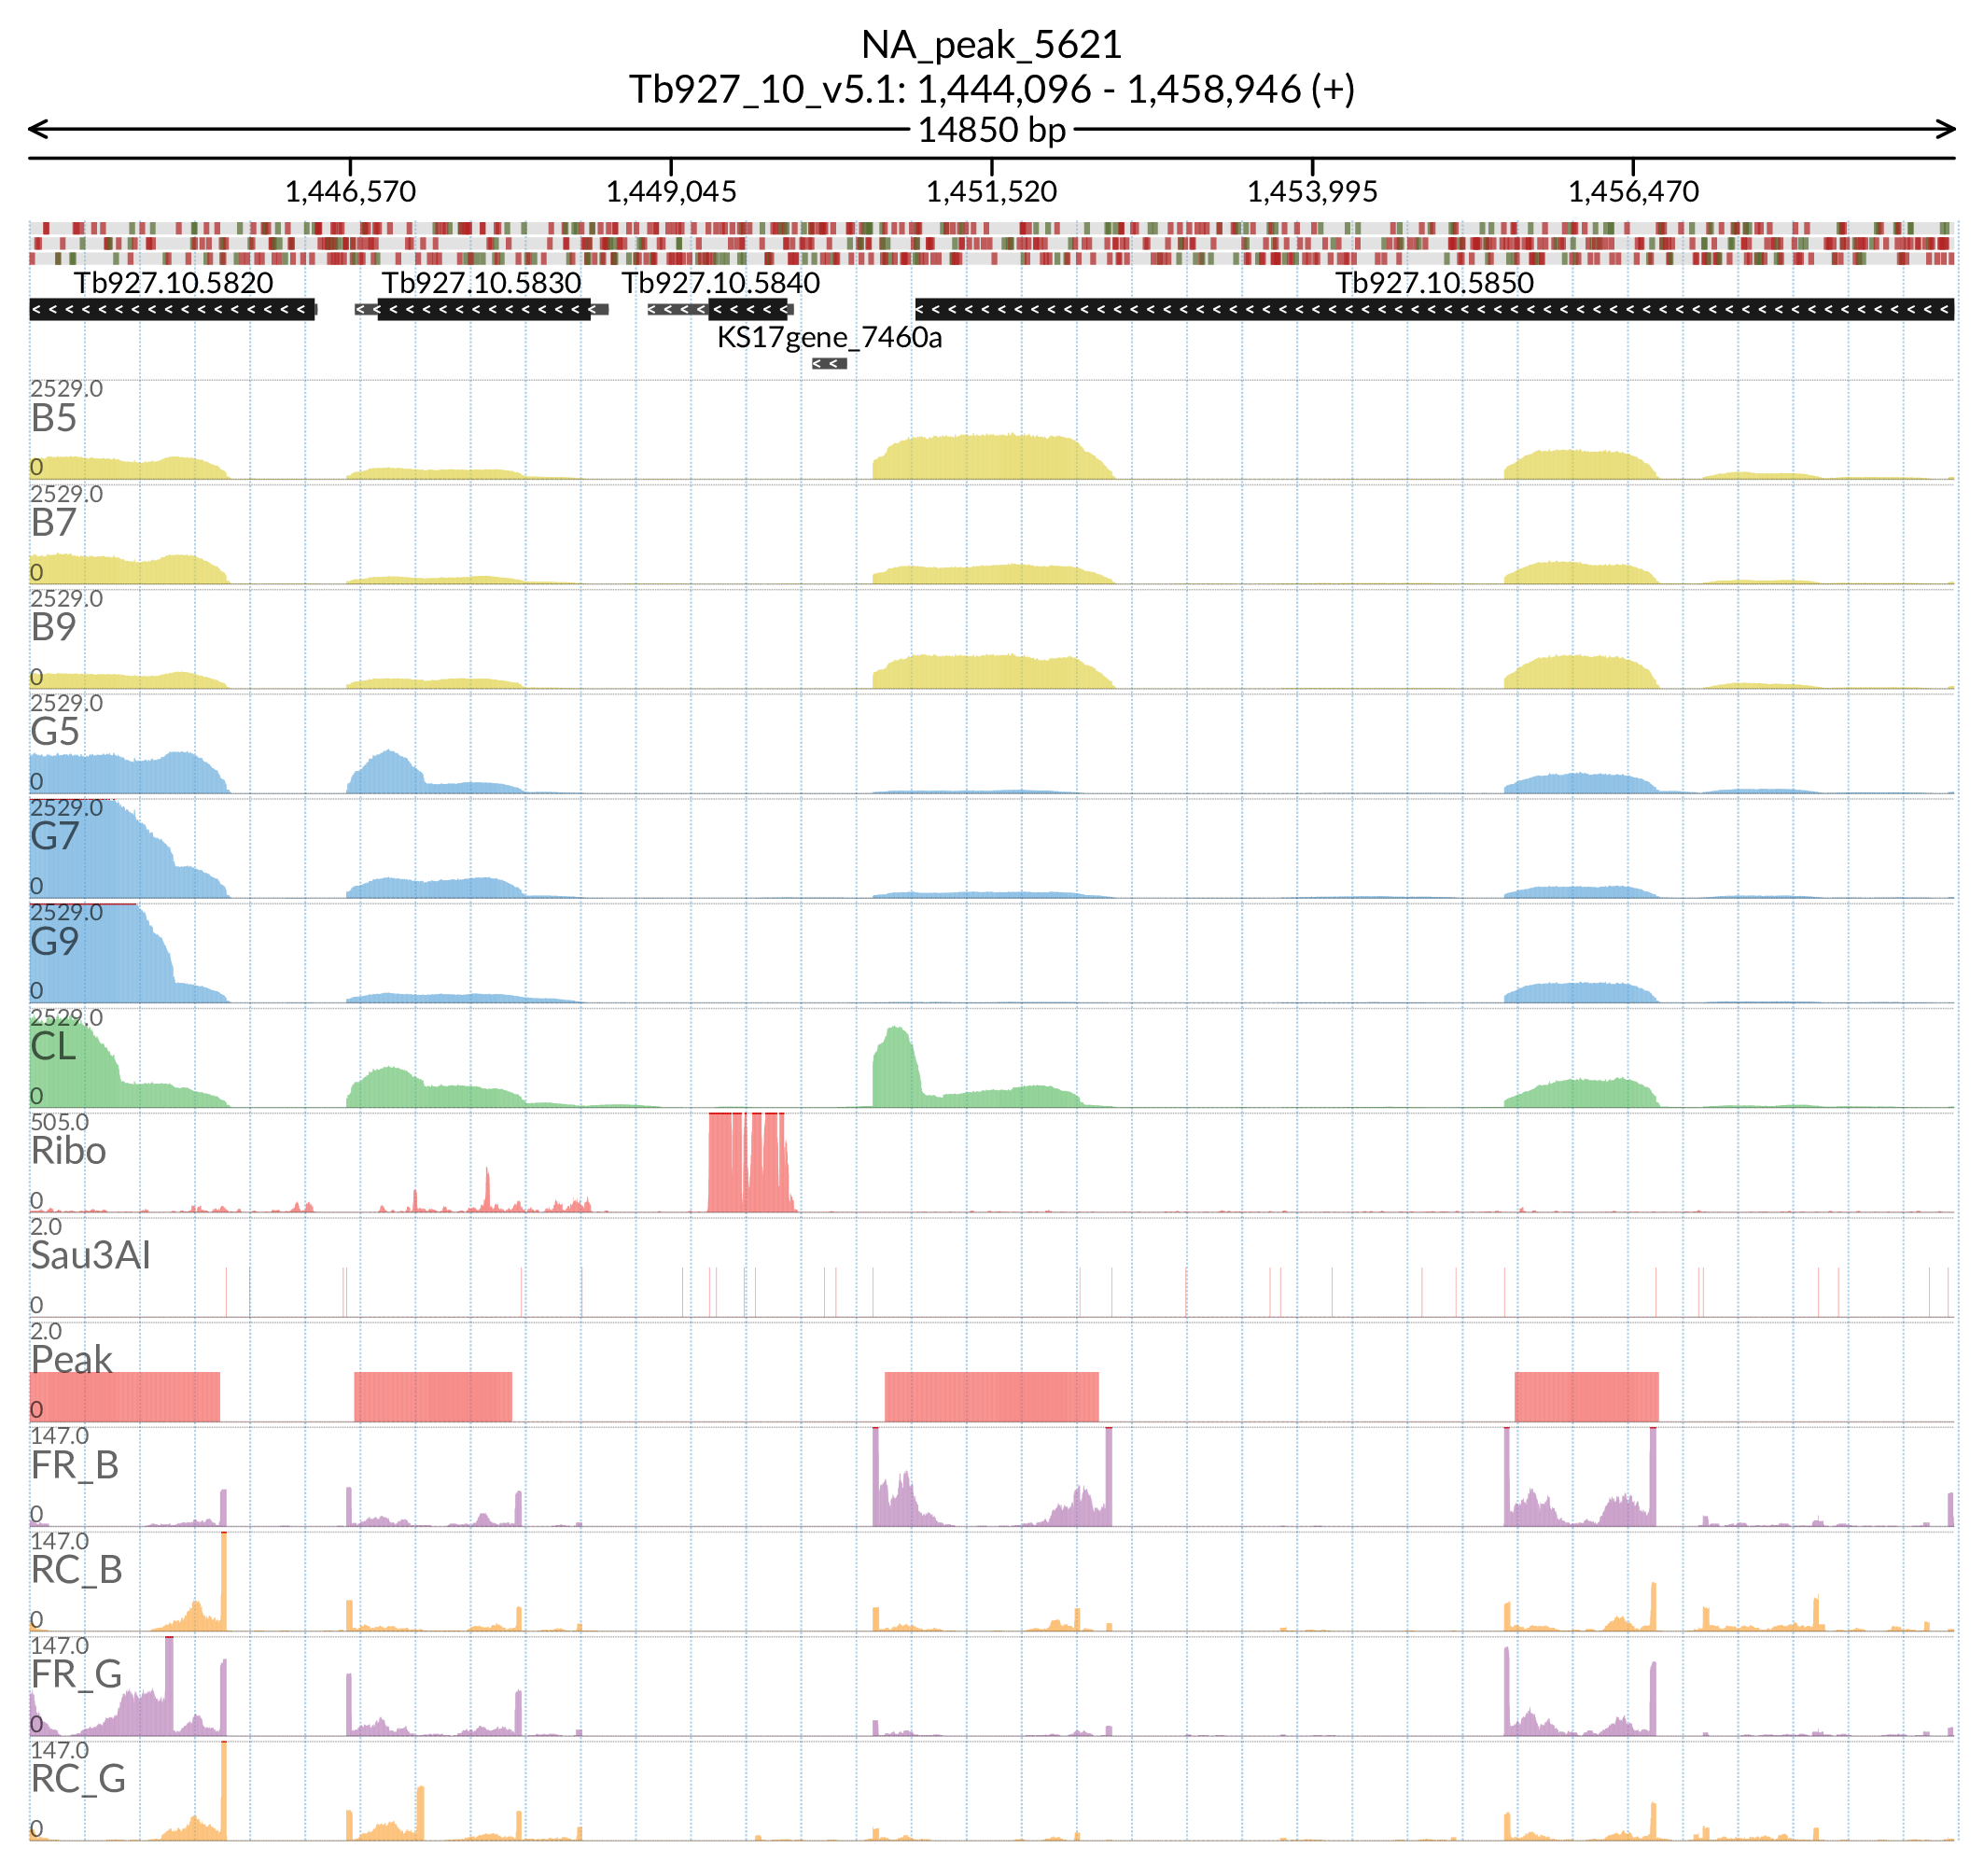 NA_peak_5621
Tb927_10_v5.1: 1,444,096 - 1,458,946 (+)
14850 bp
1,446,570 1,449,045 1,451,520 1,453,995 1,456,470
Tb927.10.5820 Tb927.10.5830 Tb927.10.5840 Tb927.10.5850
KS17gene_7460a
2529.0
B5
0
2529.0
B7
0
2529.0
B9
0
2529.0
G5
0
2529.0
G7
0
2529.0
G9
0
2529.0
CL
0
505.0
Ribo
0
2.0
Sau3AI
0
2.0
Peak
0
147.0
FR_B
0
147.0
RC_B
0
147.0
FR_G
0
147.0
RC_G
0